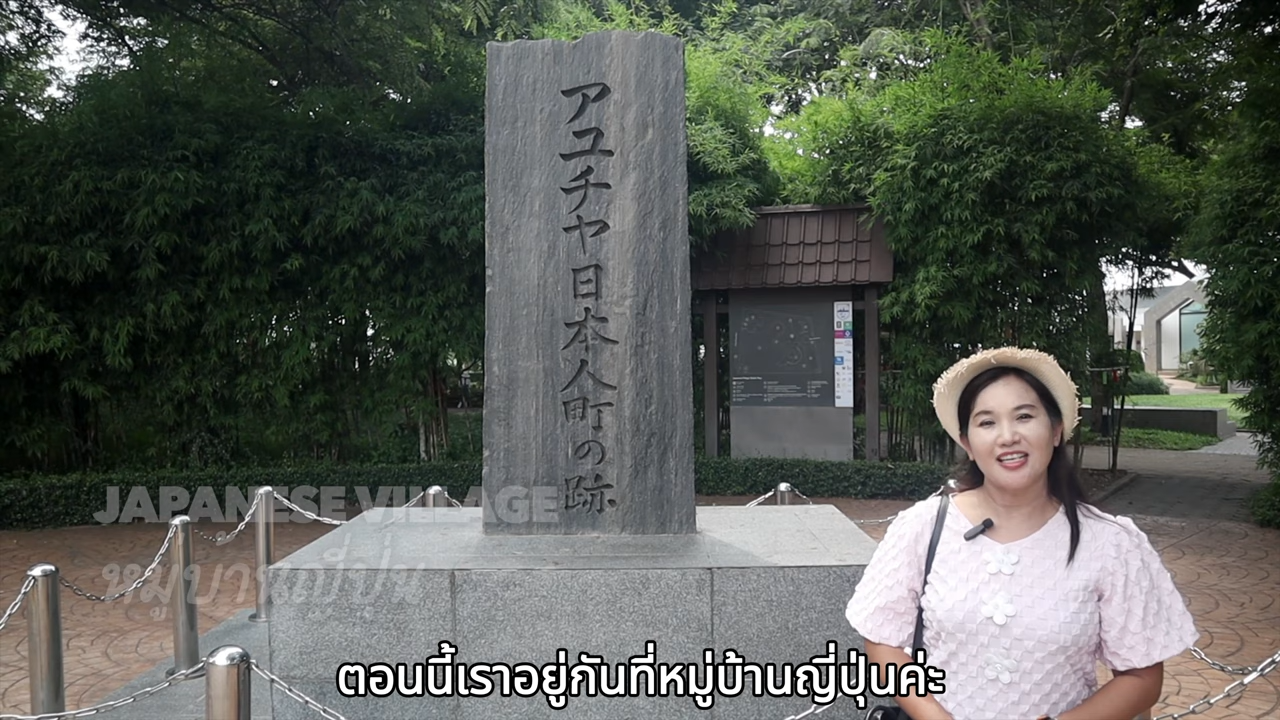 アユチヤ日本人町の跡
JAPANESE VILLAGE
หมู่บ้านญี่ปุ่น
ตอนนี้เราอยู่กันที่หมู่บ้านญี่ปุ่นค่ะ